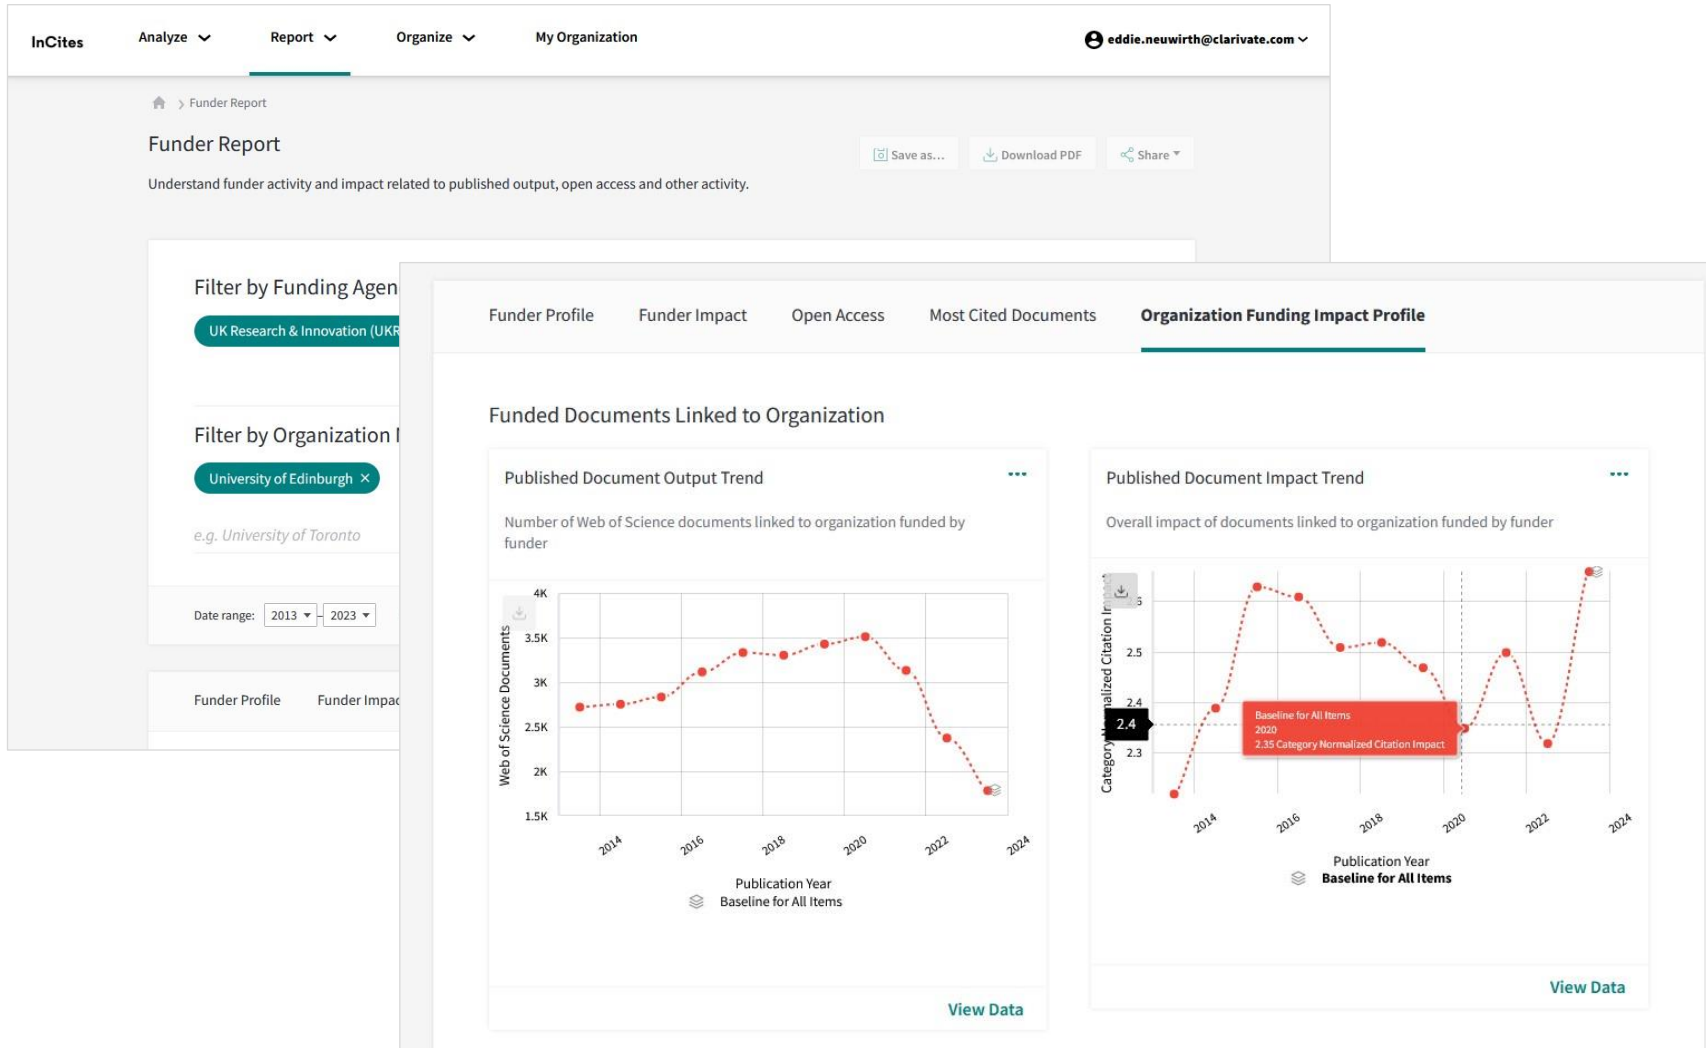 InCites
Analyze
Report
Organize
My Organization
eddie.neuwirth@clarivate.com
Funder Report
Funder Report
Save as...
Download PDF
Share
Understand funder activity and impact related to published output, open access and other activity.
Filter by Funding Agen
UK Research & Innovation (UKR
Filter by Organization
University of Edinburgh ×
e.g. University of Toronto
Date range: 2013 – 2023
Funder Profile
Funder Impac
Funder Profile
Funder Impact
Open Access
Most Cited Documents
Organization Funding Impact Profile
Funded Documents Linked to Organization
Published Document Output Trend
Number of Web of Science documents linked to organization funded by
funder
Web of Science Documents
4K
3.5K
3K
2.5K
2K
1.5K
2014
2016
2018
2020
2022
2024
Publication Year
Baseline for All Items
View Data
Published Document Impact Trend
Overall impact of documents linked to organization funded by funder
2.5
2.4
2.4
2.3
Baseline for All Items
2020
2.35 Category Normalized Citation Impact
2014
2016
2018
2020
2022
2024
Publication Year
Baseline for All Items
View Data